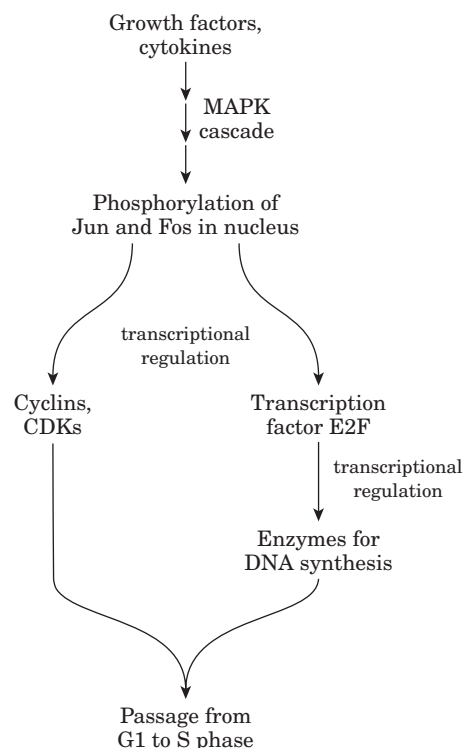 Growth factors,
cytokines
MAPK
cascade
Phosphorylation of
Jun and Fos in nucleus
transcriptional
regulation
Cyclins,
CDKs
Transcription
factor E2F
transcriptional
regulation
Enzymes for
DNA synthesis
Passage from
G1 to S phase